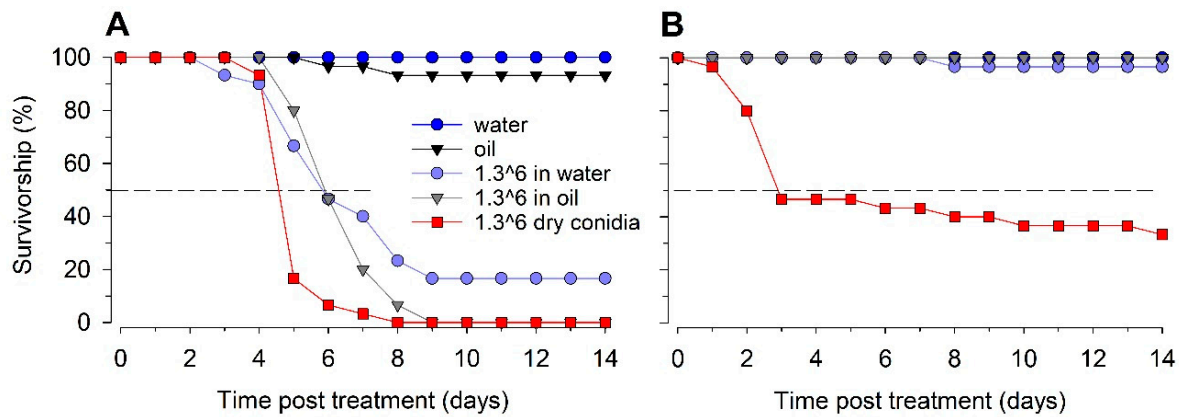 A
B
Survivorship (%)
100
80
60
40
20
0
water
oil
1.3^6 in water
1.3^6 in oil
1.3^6 dry conidia
0 2 4 6 8 10 12 14
0 2 4 6 8 10 12 14
Time post treatment (days)
Time post treatment (days)